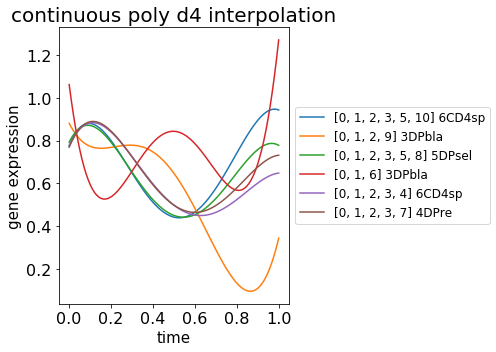 continuous poly d4 interpolation
gene expression
1.2
1.0
0.8
0.6
0.4
0.2
0.0 0.2 0.4 0.6 0.8 1.0
time
[0, 1, 2, 3, 5, 10] 6CD4sp
[0, 1, 2, 9] 3DPbla
[0, 1, 2, 3, 5, 8] 5DPsel
[0, 1, 6] 3DPbla
[0, 1, 2, 3, 4] 6CD4sp
[0, 1, 2, 3, 7] 4DPre